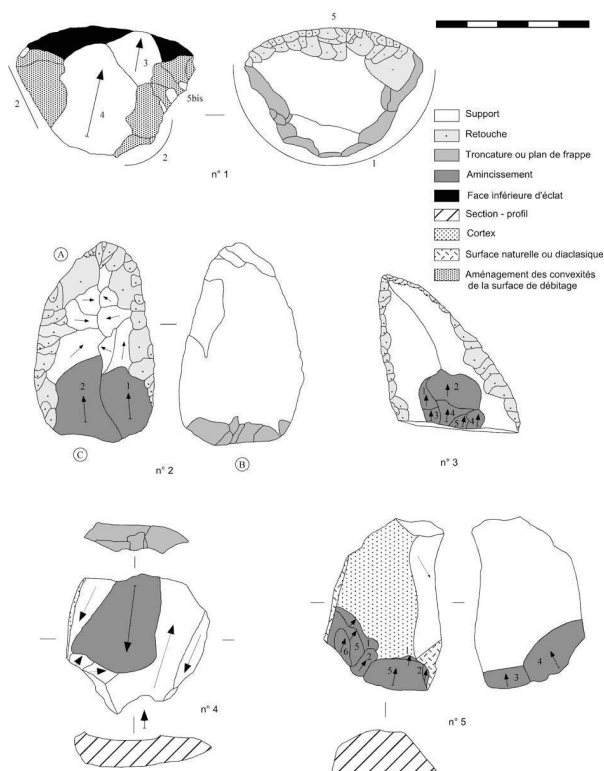 5
2
4
3
5bis
2
1
n° 1
Support
Retouche
Troncature ou plan de frappe
Amincissement
Face inférieure d'éclat
Section - profil
Cortex
Surface naturelle ou diaclasique
Aménagement des convexités
de la surface de débitage
A
2
1
C
B
n° 2
1
2
3
4
5
4
n° 3
n° 4
1
5
2
6
1
5
2
4
3
n° 5